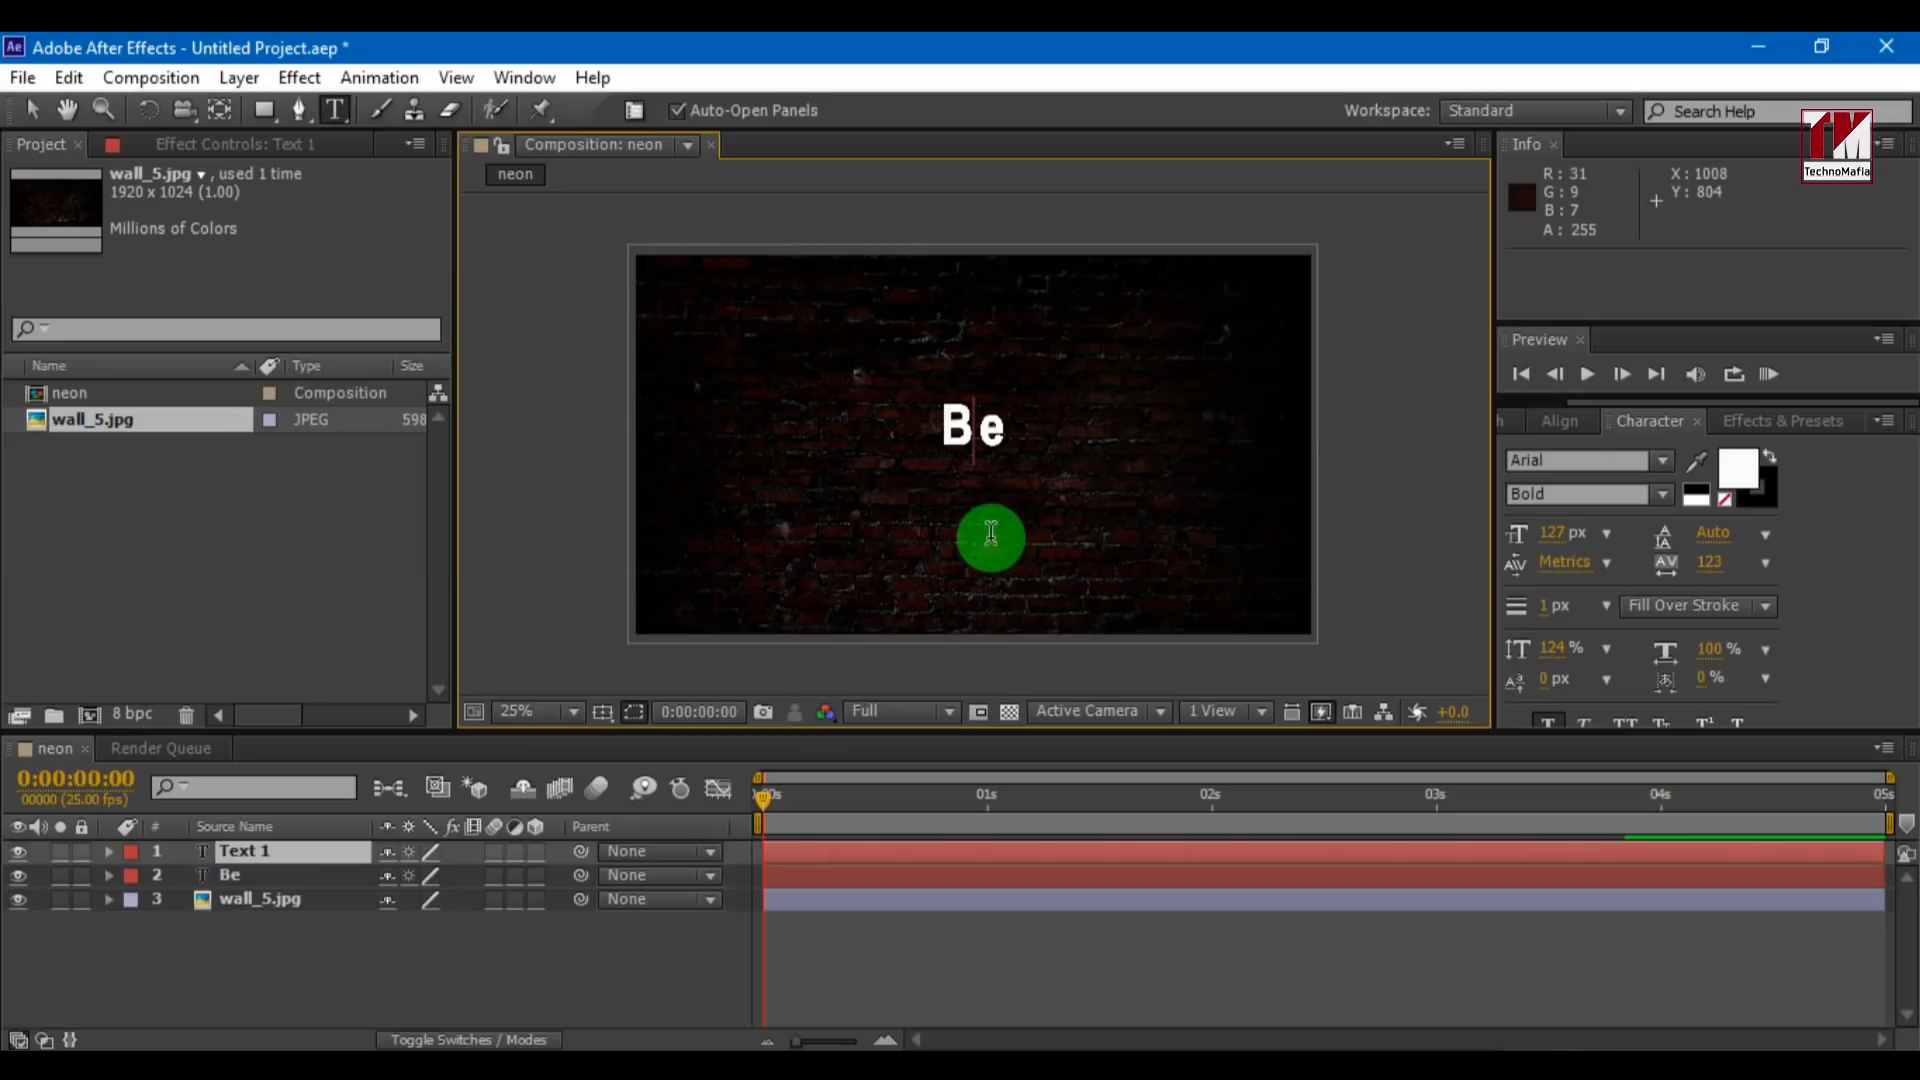 Adobe After Effects - Untitled Project.aep *
File Edit Composition Layer Effect Animation View Window Help
Auto-Open Panels
Workspace: Standard
Search Help
TM
TechnoMafia
Project
Effect Controls: Text 1
wall_5.jpg , used 1 time
1920 x 1024 (1.00)
Millions of Colors
Name Type Size
neon Composition
wall_5.jpg JPEG 598
8 bpc
Composition: neon
neon
Be
25% 0:00:00:00 Full Active Camera 1 View +0.0
Info
R: 31
G: 9
B: 7
A: 255
X: 1008
Y: 804
Preview
Align Character Effects & Presets
Arial
Bold
127 px Auto
Metrics 123
1 px Fill Over Stroke
124 % 100 %
0 px 0 %
neon Render Queue
0:00:00:00
00000 (25.00 fps)
01s 02s 03s 04s 05s
# Source Name Parent
1 Text 1 None
2 Be None
3 wall_5.jpg None
Toggle Switches / Modes